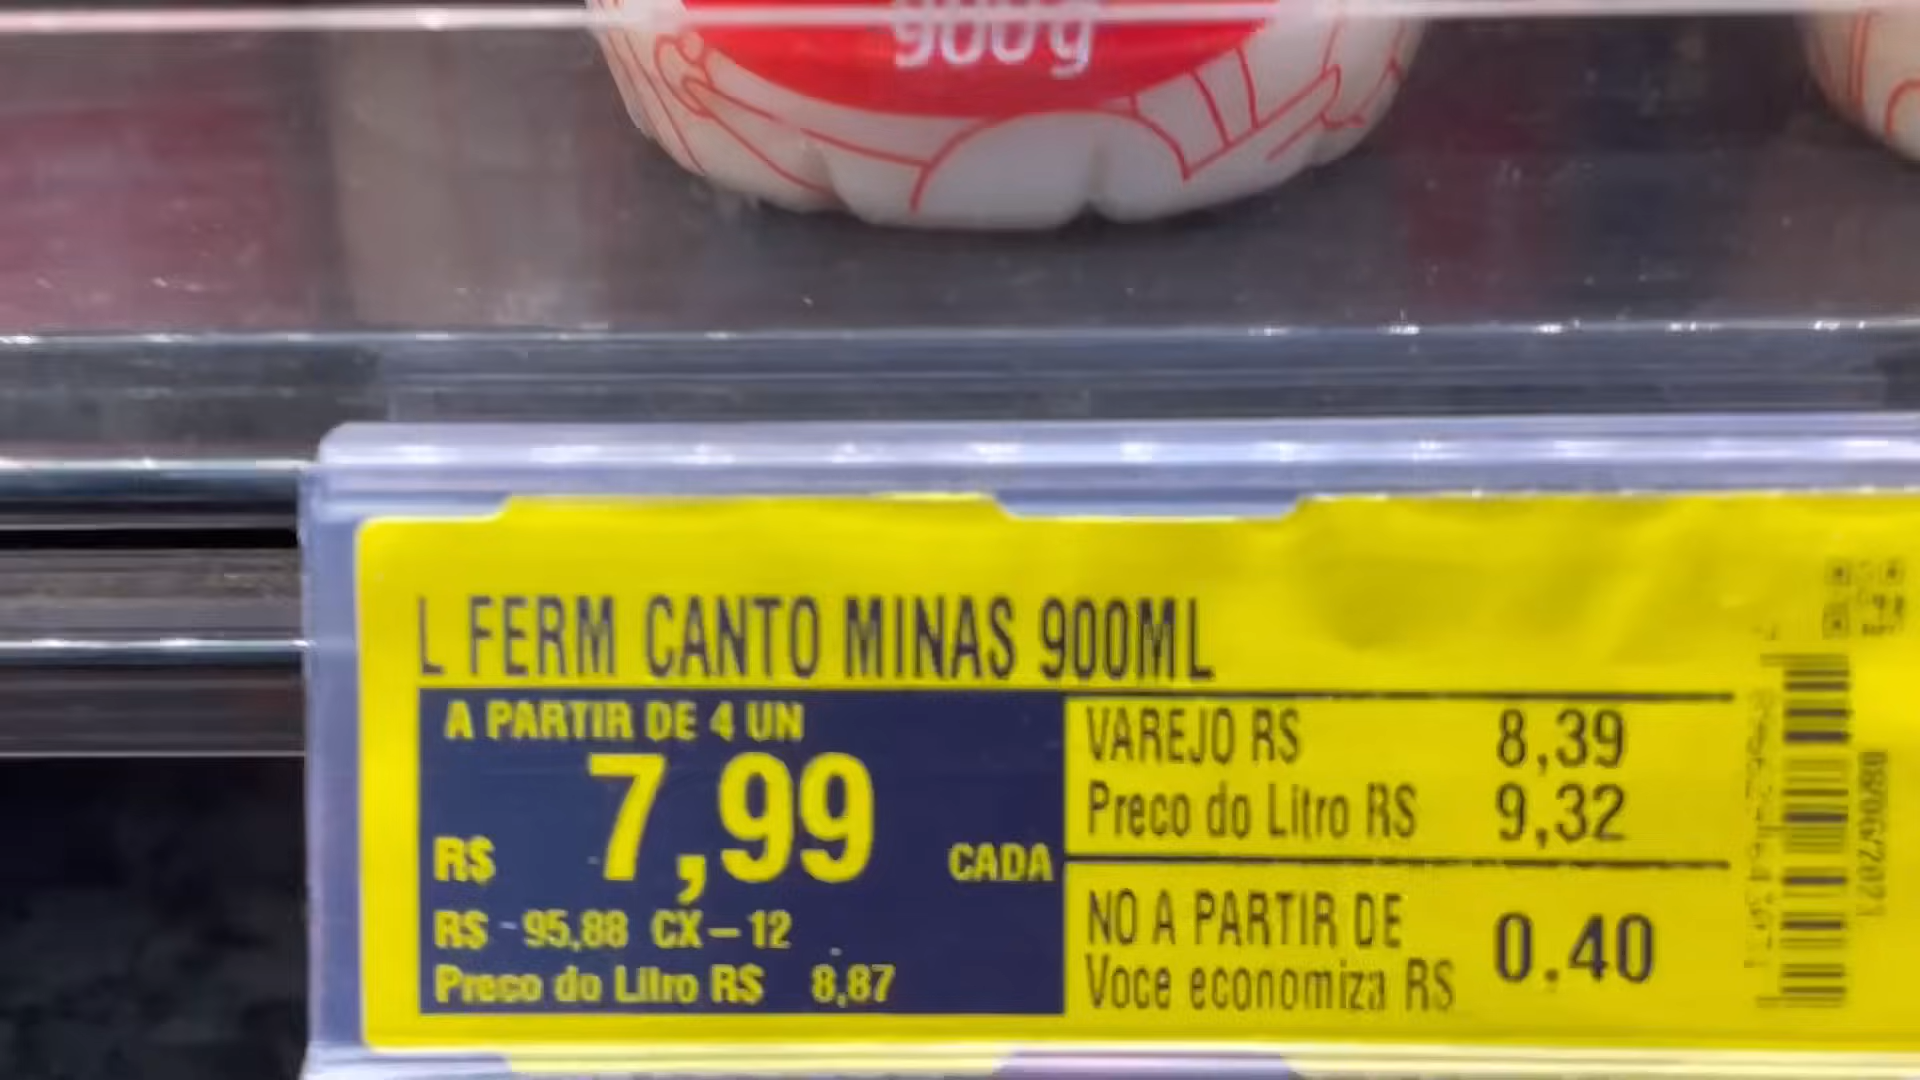 900g
L FERM CANTO MINAS 900ML
A PARTIR DE 4 UN
R$ 7,99 CADA
R$ 95,88 CX-12
Preco do Litro R$ 8,87
VAREJO R$ 8,39
Preco do Litro R$ 9,32
NO A PARTIR DE
Voce economiza R$ 0.40